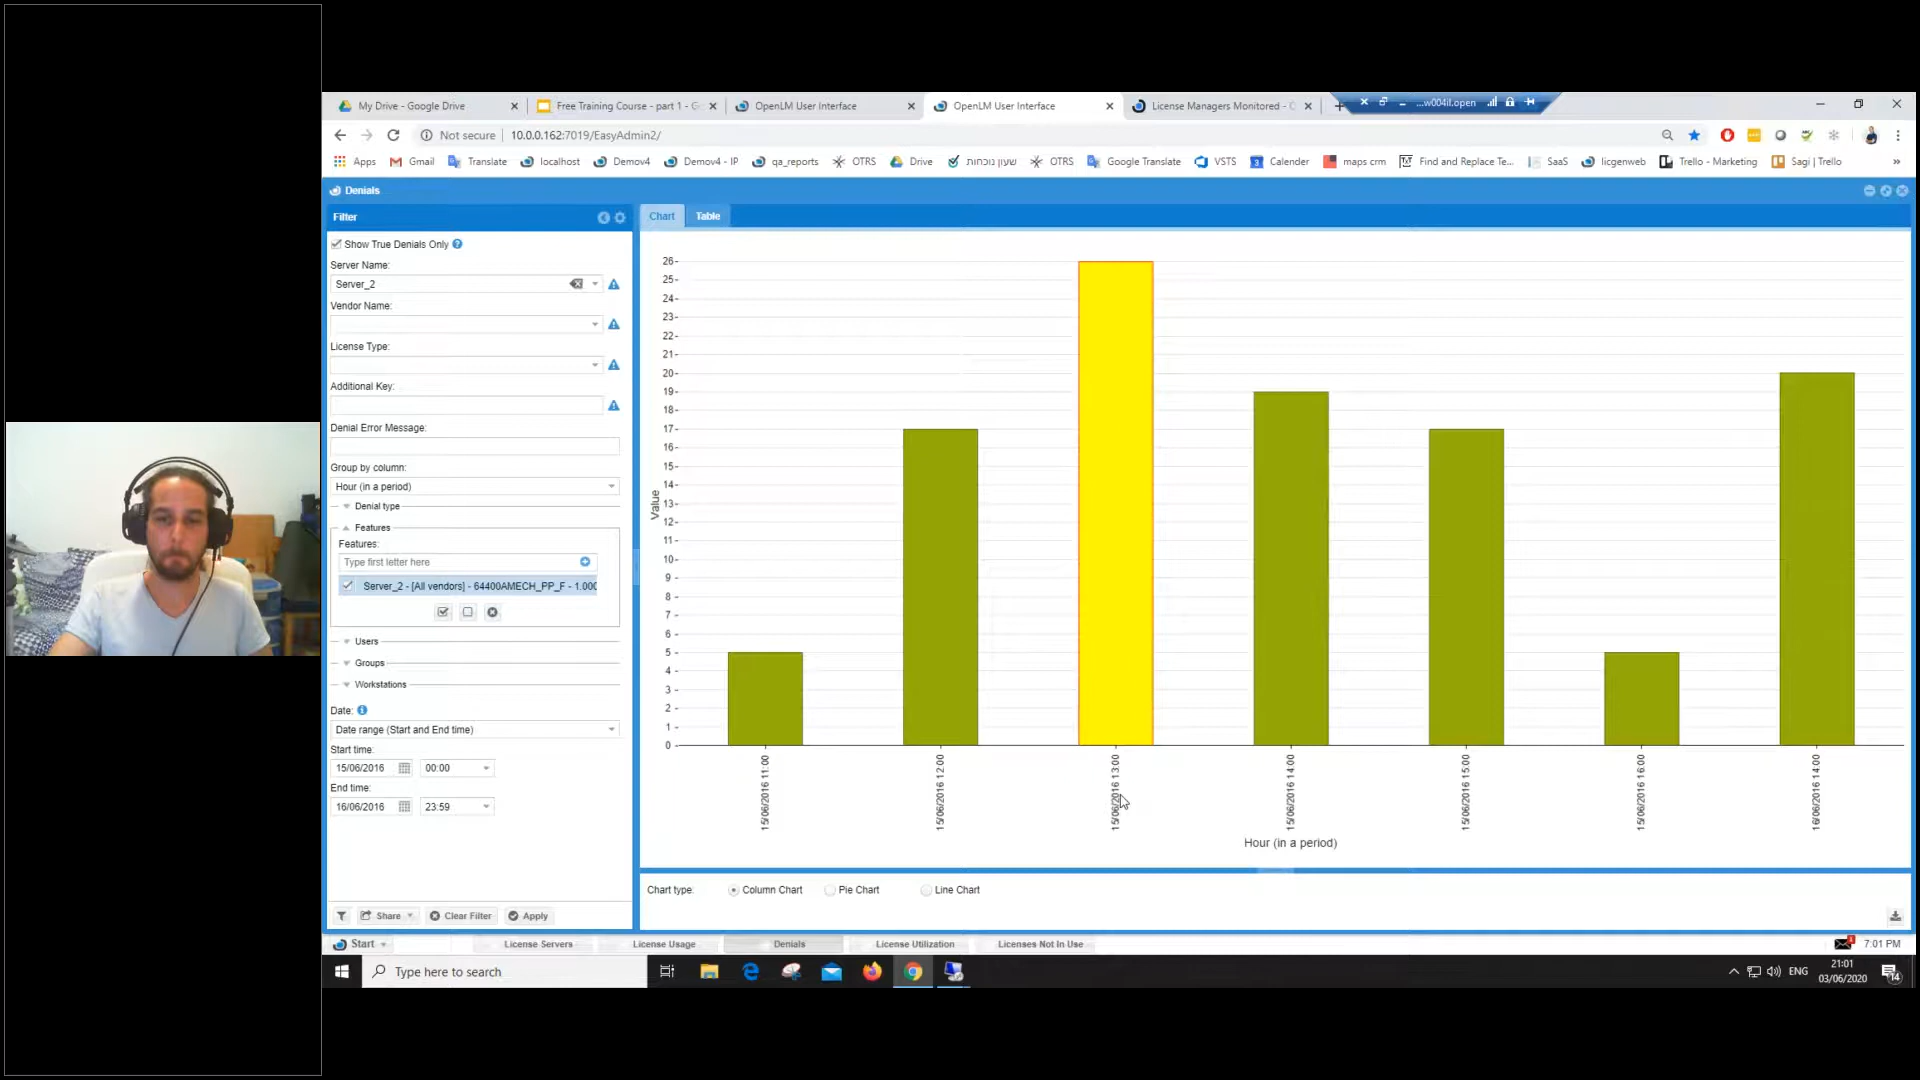 My Drive - Google Drive
Free Training Course - part 1 - G
OpenLM User Interface
OpenLM User Interface
License Managers Monitored -
...w004il.open
Not secure
10.0.0.162:7019/EasyAdmin2/
Apps
Gmail
Translate
localhost
Demov4
Demov4 - IP
qa_reports
OTRS
Drive
שעון נוכחות
OTRS
Google Translate
VSTS
Calender
maps crm
Find and Replace Te...
SaaS
licgenweb
Trello - Marketing
Sagi | Trello
»
Denials
Filter
Chart
Table
Show True Denials Only
Server Name:
Server_2
Vendor Name:
License Type:
Additional Key:
Denial Error Message:
Group by column:
Hour (in a period)
Denial type
Features
Features:
Type first letter here
Server_2 - [All vendors] - 64400AMECH_PP_F - 1.000
Users
Groups
Workstations
Date:
Date range (Start and End time)
Start time:
15/06/2016
00:00
End time:
16/06/2016
23:59
Share
Clear Filter
Apply
26
25
24
23
22
21
20
19
18
17
16
15
14
13
12
11
10
9
8
7
6
5
4
3
2
1
0
Value
15/06/2016 11:00
15/06/2016 12:00
15/06/2016 13:00
15/06/2016 14:00
15/06/2016 15:00
15/06/2016 16:00
16/06/2016 14:00
Hour (in a period)
Chart type:
Column Chart
Pie Chart
Line Chart
Start
License Servers
License Usage
Denials
License Utilization
Licenses Not In Use
7:01 PM
Type here to search
ENG
21:01
03/06/2020
14